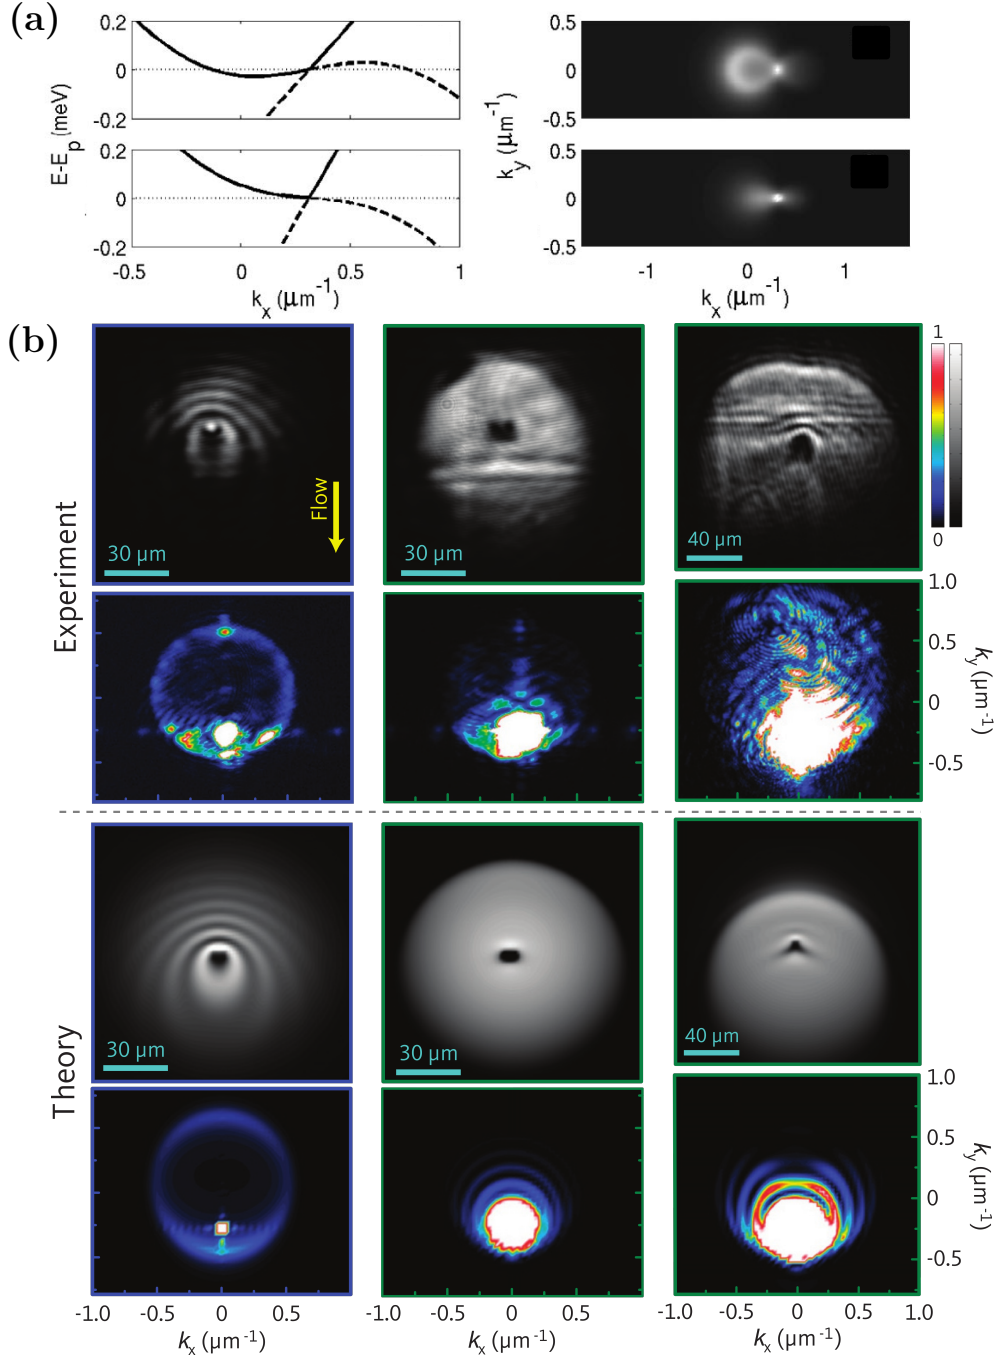 (a)
0.2
0
-0.2
0.2
0
-0.2
E-E_p (meV)
-0.5
0
0.5
1
k_x (μm^-1)
0.5
0
-0.5
0.5
0
-0.5
k_y (μm^-1)
-1
0
1
k_x (μm^-1)
(b)
Experiment
Flow
30 μm
30 μm
40 μm
1
0
1.0
0.5
0
-0.5
k_y (μm^-1)
Theory
30 μm
30 μm
40 μm
1.0
0.5
0
-0.5
k_y (μm^-1)
-1.0
-0.5
0
0.5
-1.0
-0.5
0
0.5
-1.0
-0.5
0
0.5
1.0
k_x (μm^-1)
k_x (μm^-1)
k_x (μm^-1)